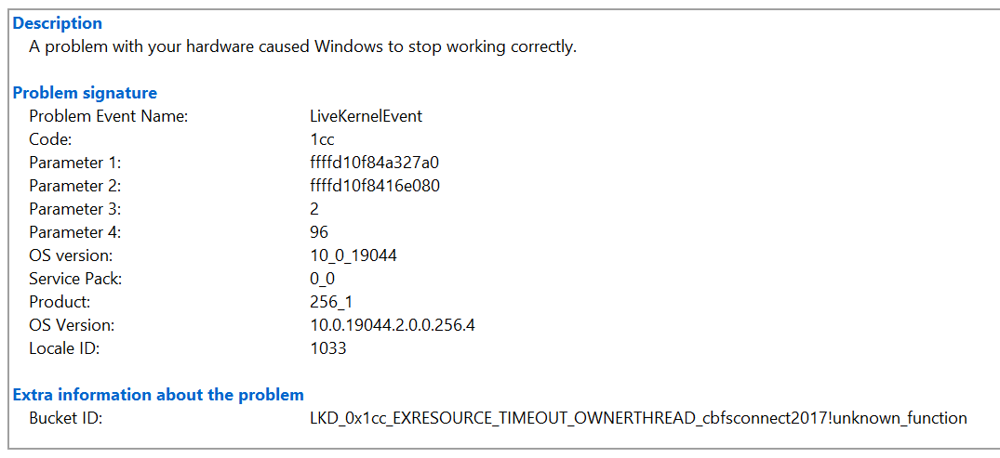 Description
A problem with your hardware caused Windows to stop working correctly.
Problem signature
Problem Event Name: LiveKernelEvent
Code: 1cc
Parameter 1: ffffd10f84a327a0
Parameter 2: ffffd10f8416e080
Parameter 3: 2
Parameter 4: 96
OS version: 10_0_19044
Service Pack: 0_0
Product: 256_1
OS Version: 10.0.19044.2.0.0.256.4
Locale ID: 1033
Extra information about the problem
Bucket ID: LKD_0x1cc_EXRESOURCE_TIMEOUT_OWNERTHREAD_cbfsconnect2017!unknown_function